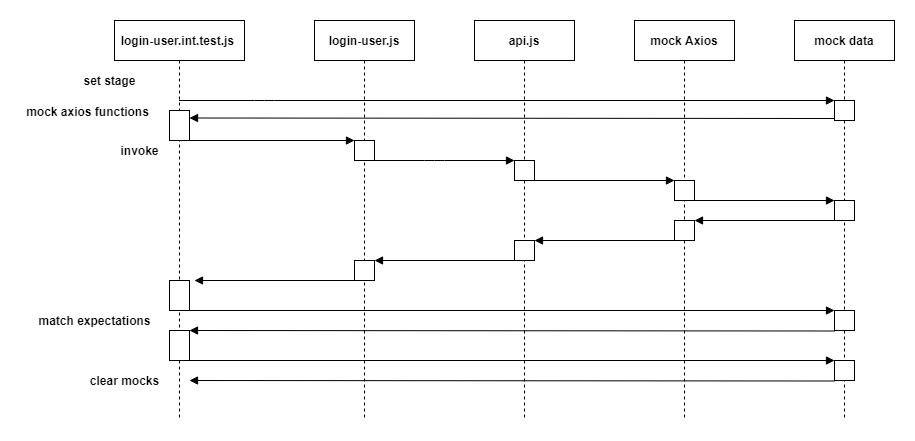 login-user.int.test.js
login-user.js
api.js
mock Axios
mock data
set stage
mock axios functions
invoke
match expectations
clear mocks